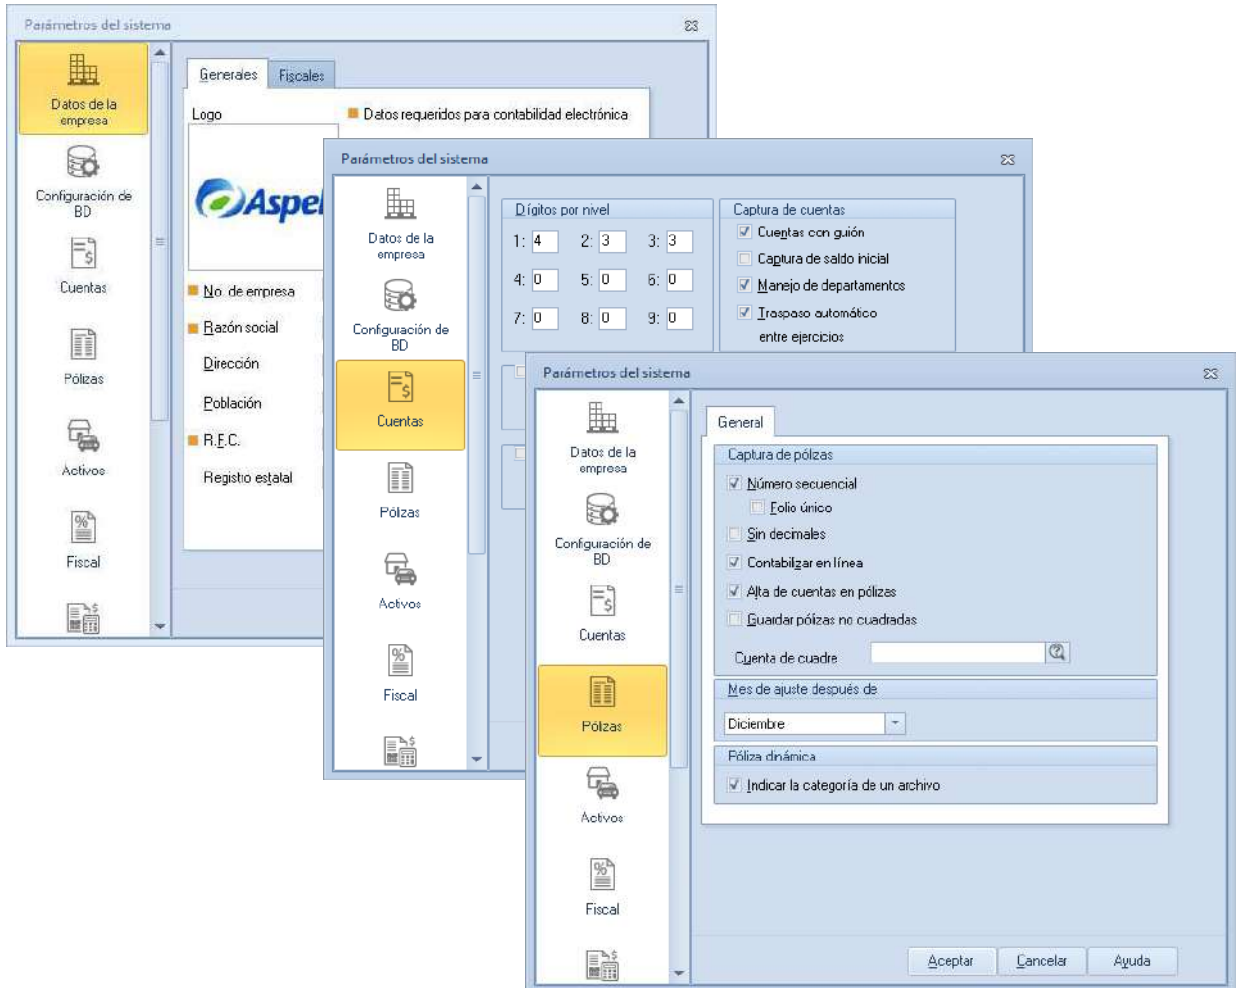 Parámetros del sistema
Datos de la
empresa
Configuración de
BD
Cuentas
Pólizas
Activos
Fiscal
Generales
Fiscales
Logo
Datos requeridos para contabilidad electrónica
Aspel
No. de empresa
Razón social
Dirección
Población
R.F.C.
Registro estatal
Parámetros del sistema
Datos de la
empresa
Configuración de
BD
Cuentas
Pólizas
Activos
Fiscal
Dígitos por nivel
1: 4 2: 3 3: 3
4: 0 5: 0 6: 0
7: 0 8: 0 9: 0
Captura de cuentas
Cuentas con guión
Captura de saldo inicial
Manejo de departamentos
Traspaso automático
entre ejercicios
Parámetros del sistema
Datos de la
empresa
Configuración de
BD
Cuentas
Pólizas
Activos
Fiscal
General
Captura de pólizas
Número secuencial
Folio único
Sin decimales
Contabilizar en línea
Alta de cuentas en pólizas
Guardar pólizas no cuadradas
Cuenta de cuadre
Mes de ajuste después de
Diciembre
Póliza dinámica
Indicar la categoría de un archivo
Aceptar
Cancelar
Ayuda